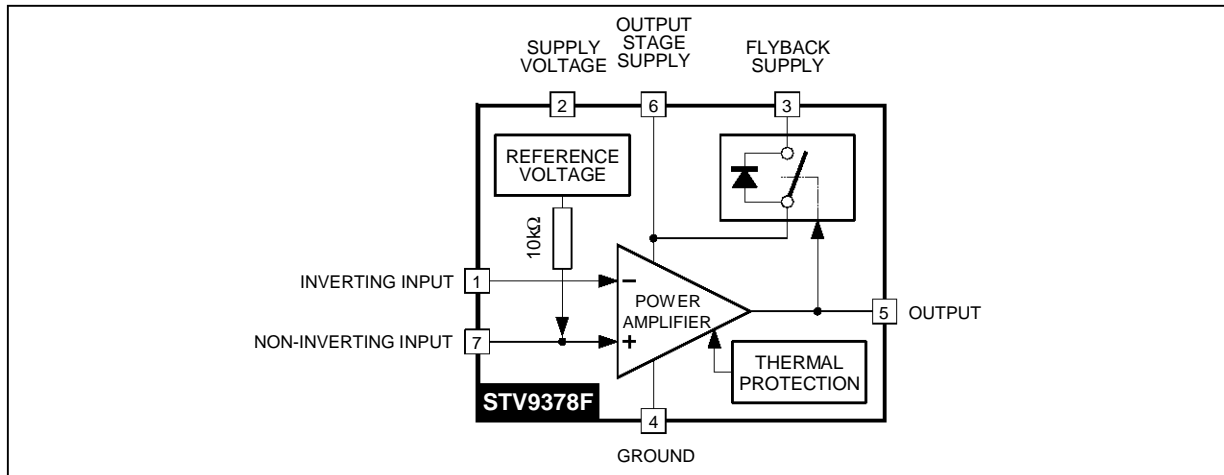 OUTPUT
STAGE
SUPPLY
SUPPLY
VOLTAGE
FLYBACK
SUPPLY
2
6
3
REFERENCE
VOLTAGE
10kΩ
INVERTING INPUT
1
−
POWER
AMPLIFIER
5
OUTPUT
NON-INVERTING INPUT
7
+
THERMAL
PROTECTION
STV9378F
4
GROUND